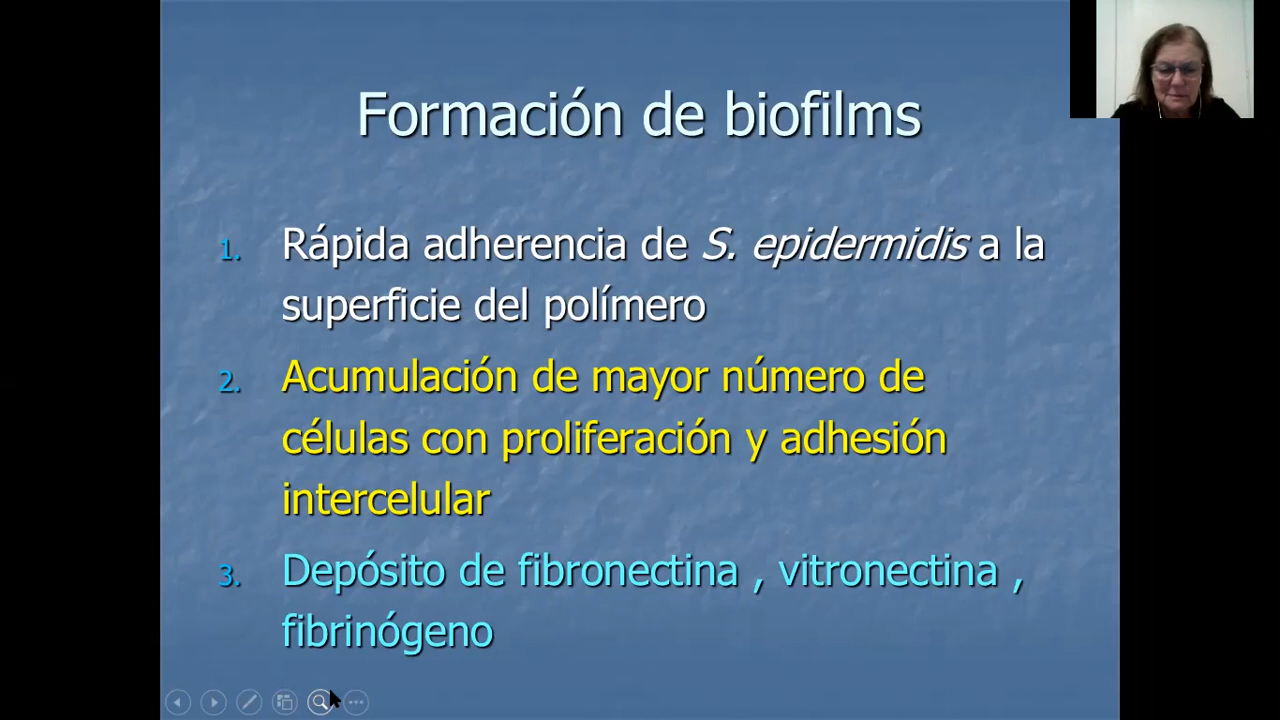 Formación de biofilms
1. Rápida adherencia de S. epidermidis a la
superficie del polímero
2. Acumulación de mayor número de
células con proliferación y adhesión
intercelular
3. Depósito de fibronectina , vitronectina ,
fibrinógeno